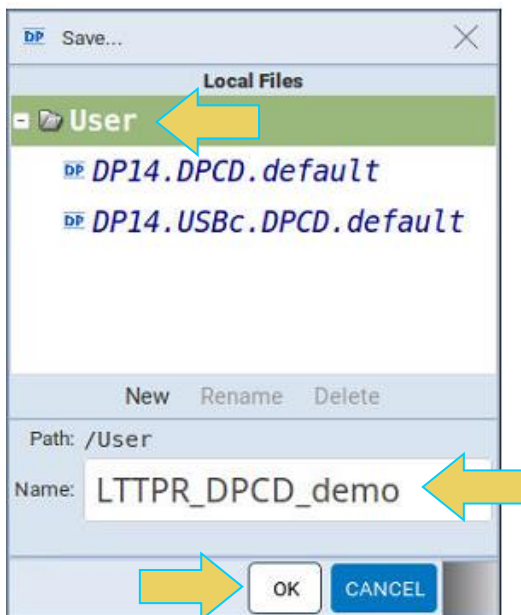 DP Save...
Local Files
User
DP DP14.DPCD.default
DP DP14.USBc.DPCD.default
New Rename Delete
Path: /User
Name: LTTPR_DPCD_demo
OK CANCEL